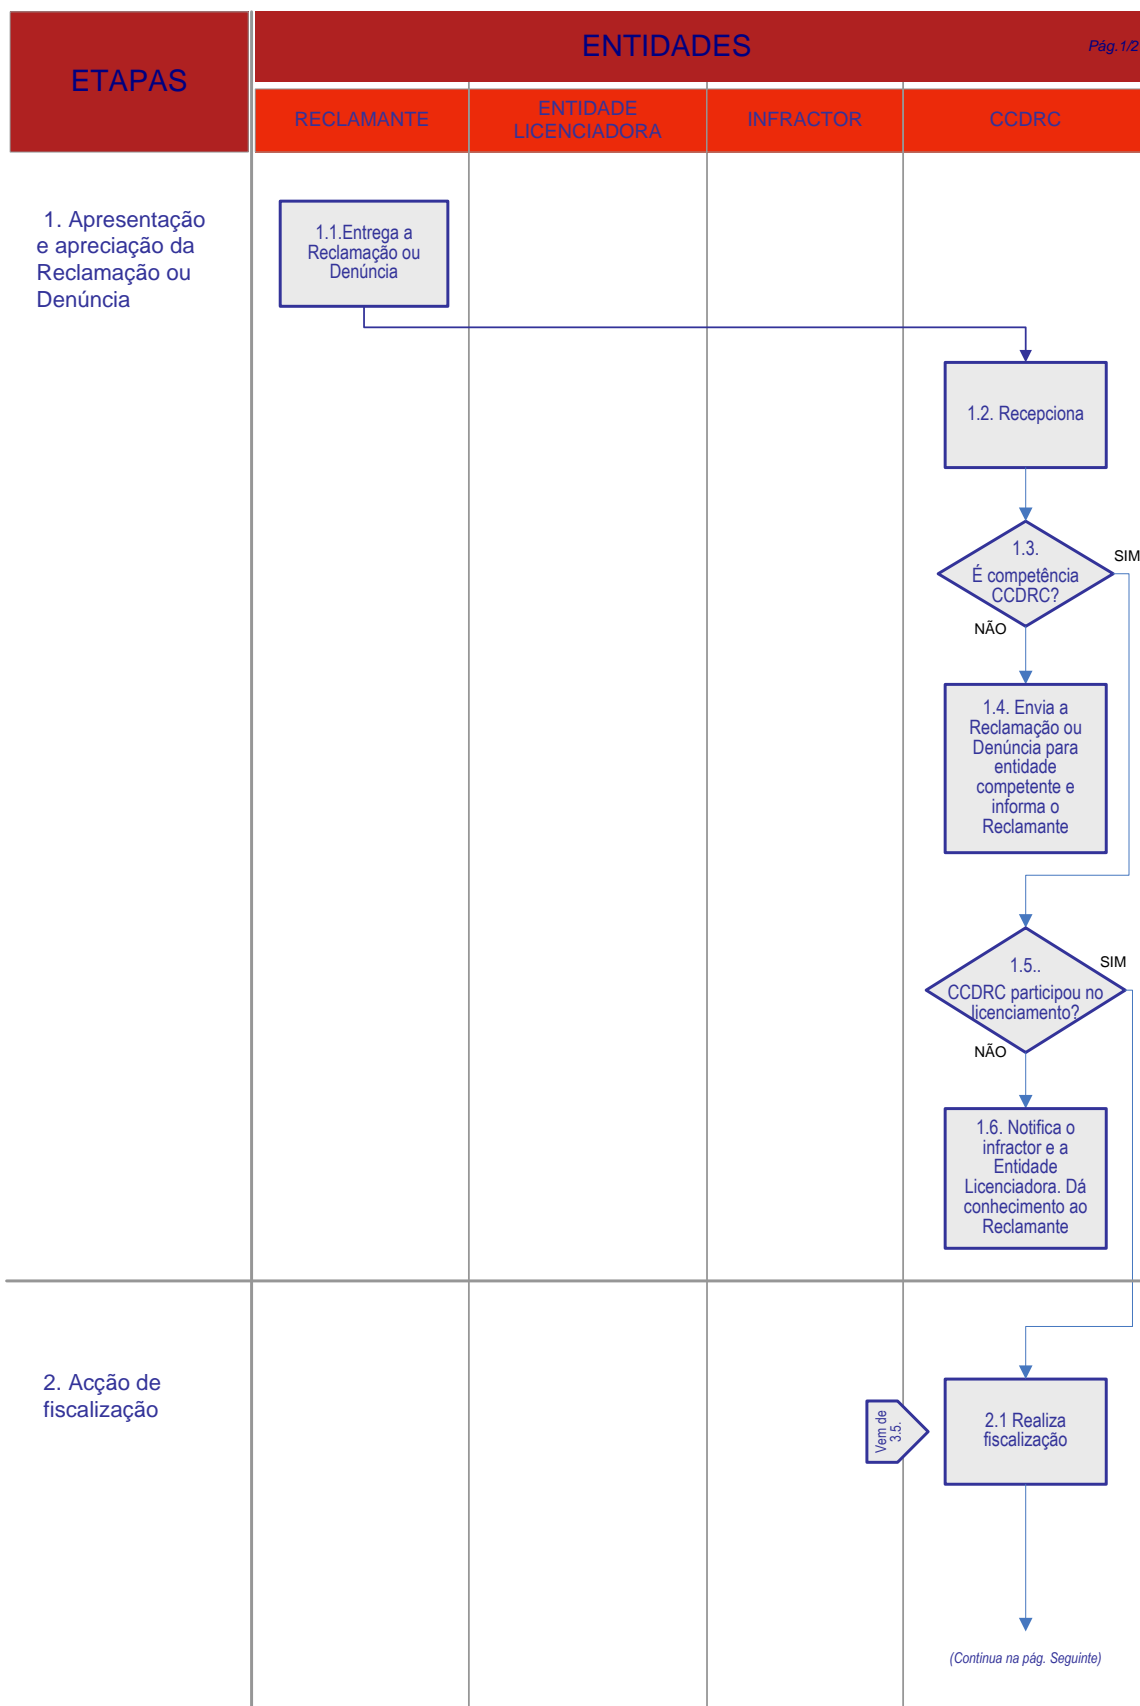 ETAPAS
ENTIDADES
Pág.1/2
RECLAMANTE
ENTIDADE
LICENCIADORA
INFRACTOR
CCDRC
1. Apresentação
e apreciação da
Reclamação ou
Denúncia
1.1.Entrega a
Reclamação ou
Denúncia
1.2. Recepciona
1.3.
É competência
CCDRC?
SIM
NÃO
1.4. Envia a
Reclamação ou
Denúncia para
entidade
competente e
informa o
Reclamante
1.5..
CCDRC participou no
licenciamento?
SIM
NÃO
1.6. Notifica o
infractor e a
Entidade
Licenciadora. Dá
conhecimento ao
Reclamante
2. Acção de
fiscalização
Vem de
3.5.
2.1 Realiza
fiscalização
(Continua na pág. Seguinte)